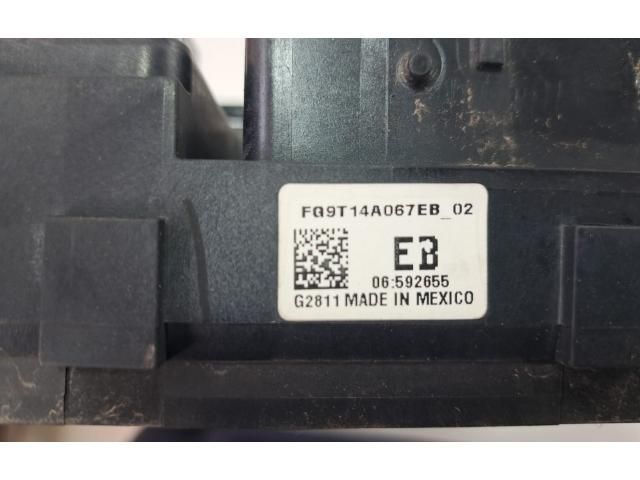 FG9T14A067EB_02
EB
06:592655
G2811 MADE IN MEXICO